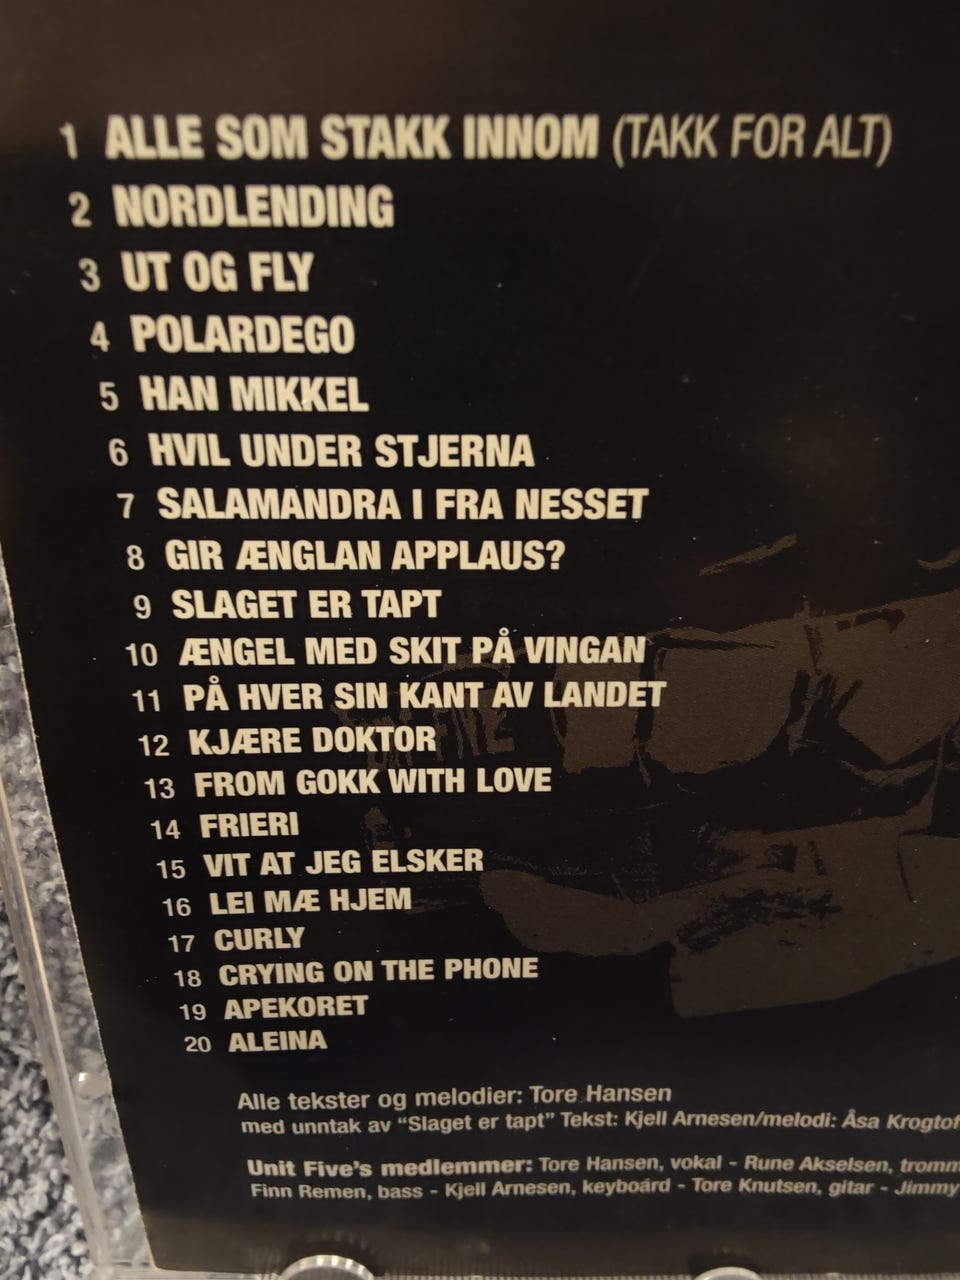 1 ALLE SOM STAKK INNOM (TAKK FOR ALT)
2 NORDLENDING
3 UT OG FLY
4 POLARDEGO
5 HAN MIKKEL
6 HVIL UNDER STJERNA
7 SALAMANDRA I FRA NESSET
8 GIR ÆNGLAN APPLAUS?
9 SLAGET ER TAPT
10 ÆNGEL MED SKIT PÅ VINGAN
11 PÅ HVER SIN KANT AV LANDET
12 KJÆRE DOKTOR
13 FROM GOKK WITH LOVE
14 FRIERI
15 VIT AT JEG ELSKER
16 LEI MÆ HJEM
17 CURLY
18 CRYING ON THE PHONE
19 APEKORET
20 ALEINA
Alle tekster og melodier: Tore Hansen
med unntak av “Slaget er tapt” Tekst: Kjell Arnesen/melodi: Åsa Krogtof
Unit Five's medlemmer: Tore Hansen, vokal - Rune Akselsen, tromm
Finn Remen, bass - Kjell Arnesen, keyboard - Tore Knutsen, gitar - Jimmy